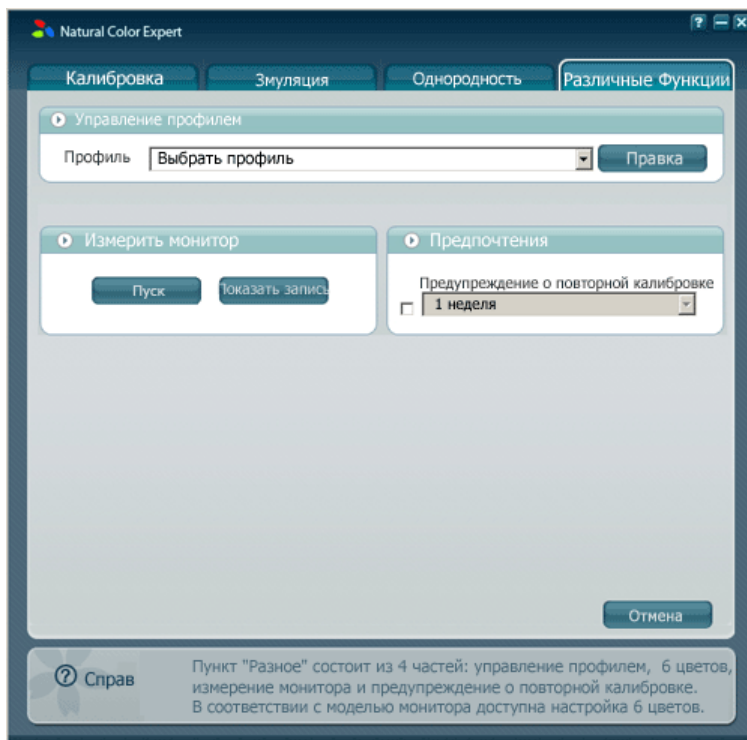 Natural Color Expert
Калибровка Змуляция Однородность Различные Функции
Управление профилем
Профиль Выбрать профиль Правка
Измерить монитор Предпочтения
Предупреждение о повторной калибровке
Пуск Показать запись 1 неделя
Отмена
Справ
Пункт "Разное" состоит из 4 частей: управление профилем, 6 цветов,
измерение монитора и предупреждение о повторной калибровке.
В соответствии с моделью монитора доступна настройка 6 цветов.